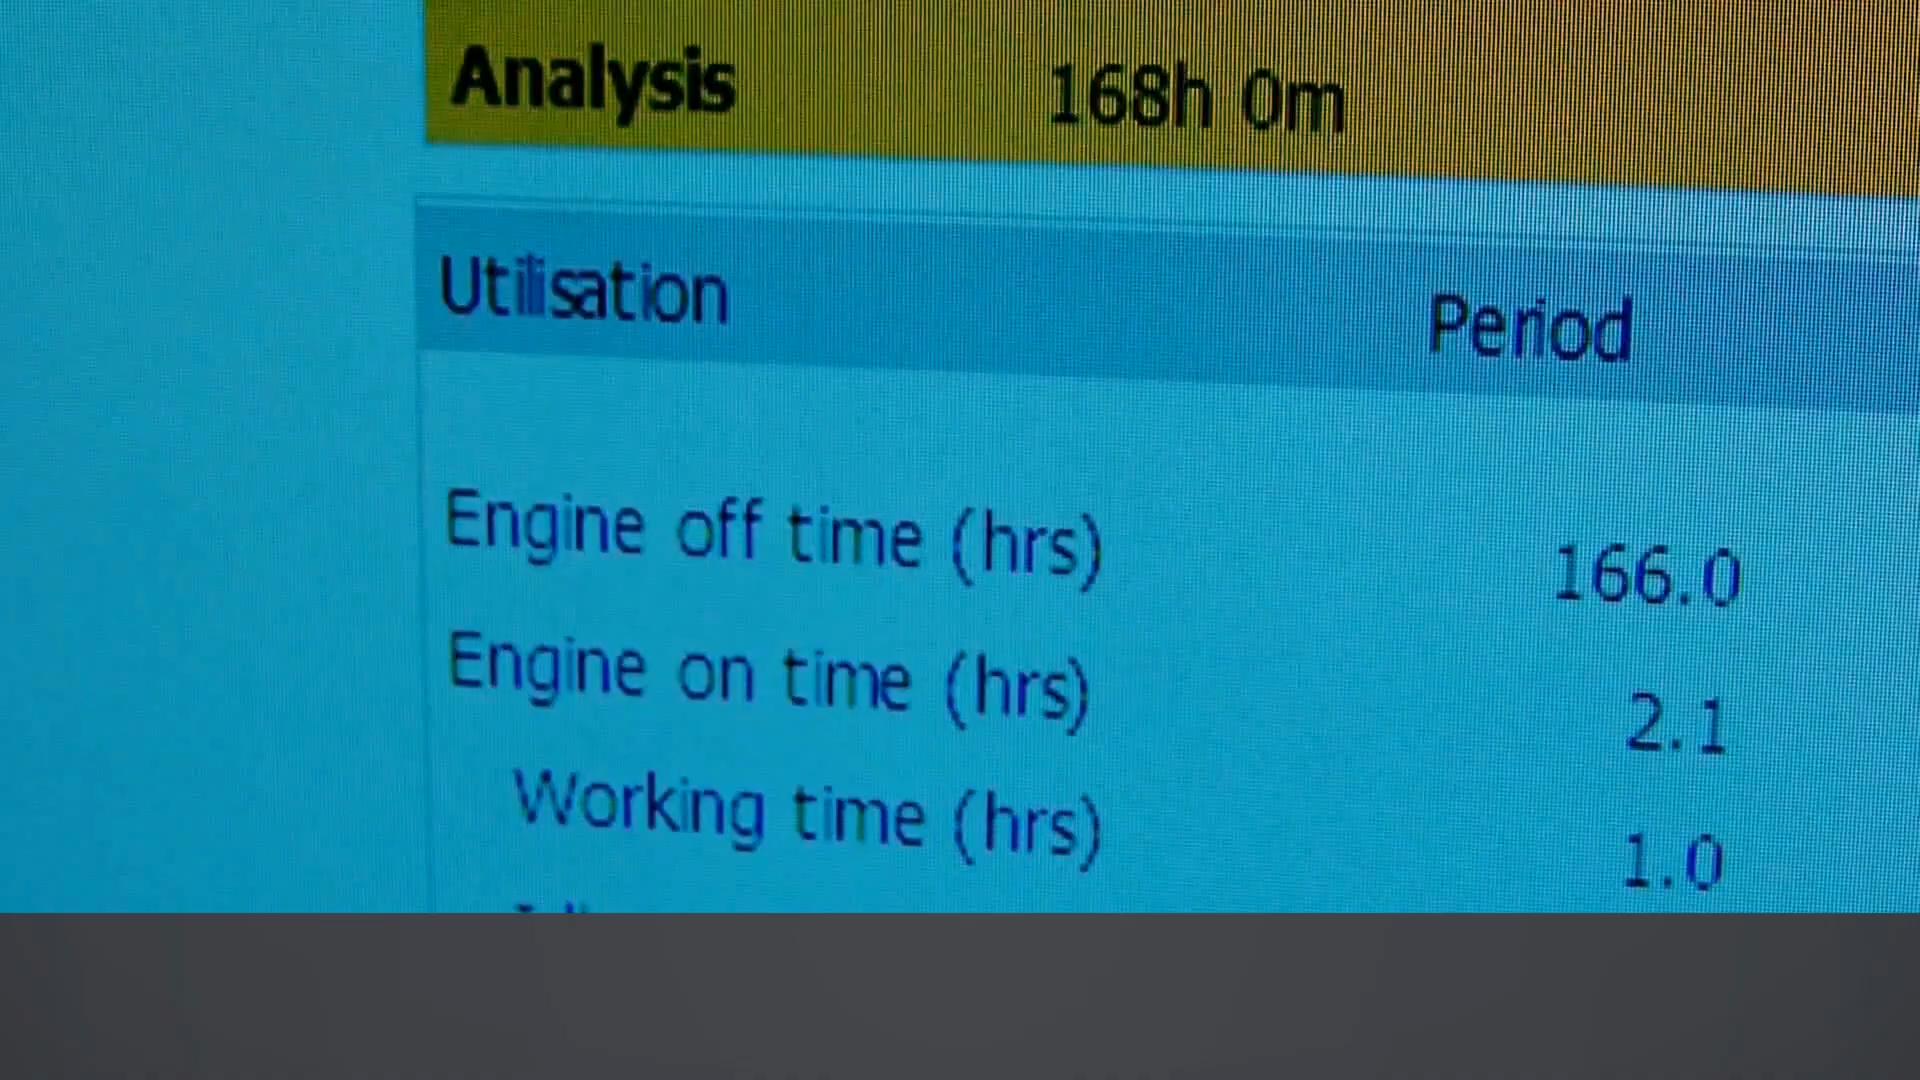 Analysis 168h 0m
Utilisation Period
Engine off time (hrs) 166.0
Engine on time (hrs) 2.1
Working time (hrs) 1.0